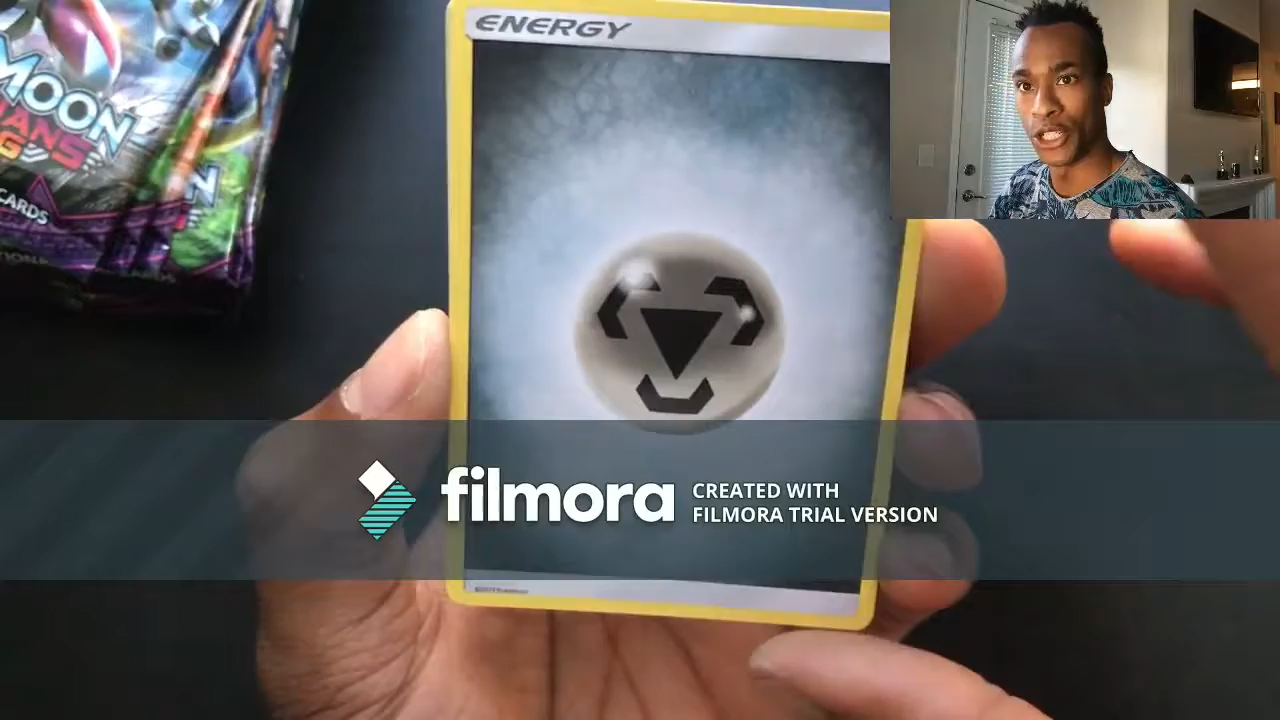 ENERGY
MOON
CARDS
filmora
CREATED WITH
FILMORA TRIAL VERSION